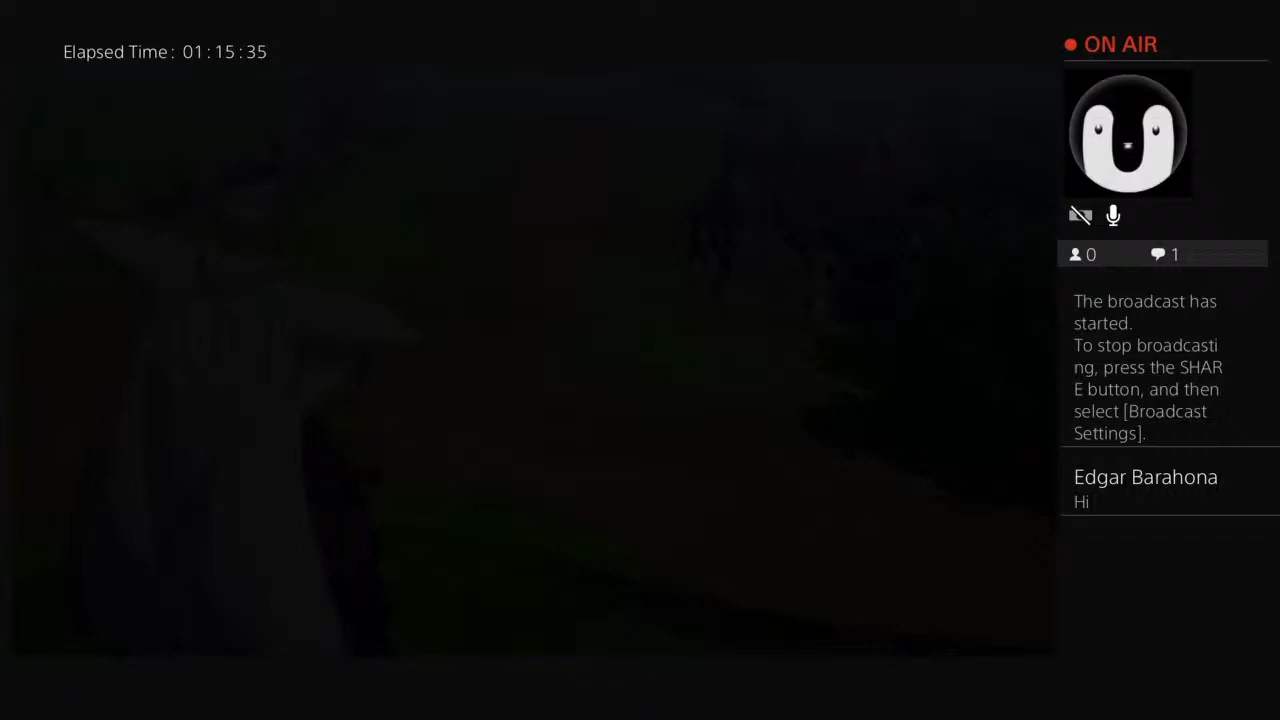 Elapsed Time: 01:15:35
ON AIR
0 1
The broadcast has
started.
To stop broadcasti
ng, press the SHAR
E button, and then
select [Broadcast
Settings].
Edgar Barahona
Hi